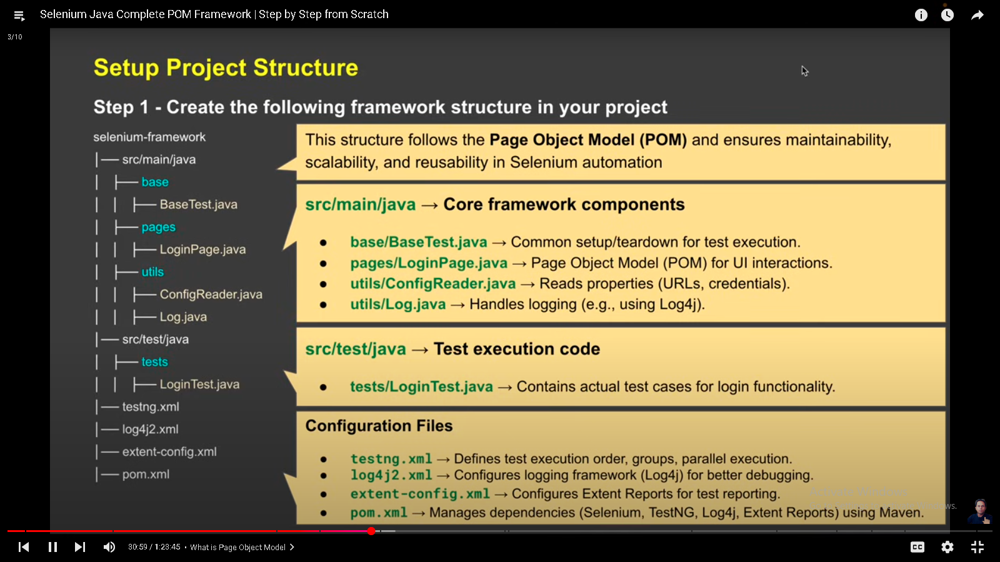 Selenium Java Complete POM Framework | Step by Step from Scratch
3/10
Setup Project Structure
Step 1 - Create the following framework structure in your project
selenium-framework
src/main/java
base
BaseTest.java
pages
LoginPage.java
utils
ConfigReader.java
Log.java
src/test/java
tests
LoginTest.java
testng.xml
log4j2.xml
extent-config.xml
pom.xml
This structure follows the Page Object Model (POM) and ensures maintainability,
scalability, and reusability in Selenium automation
src/main/java → Core framework components
● base/BaseTest.java → Common setup/teardown for test execution.
● pages/LoginPage.java → Page Object Model (POM) for UI interactions.
● utils/ConfigReader.java → Reads properties (URLs, credentials).
● utils/Log.java → Handles logging (e.g., using Log4j).
src/test/java → Test execution code
● tests/LoginTest.java → Contains actual test cases for login functionality.
Configuration Files
● testng.xml → Defines test execution order, groups, parallel execution.
● log4j2.xml → Configures logging framework (Log4j) for better debugging.
● extent-config.xml → Configures Extent Reports for test reporting.
● pom.xml → Manages dependencies (Selenium, TestNG, Log4j, Extent Reports) using Maven.
Activate Windows
30:59 / 1:23:45 • What is Page Object Model
CC